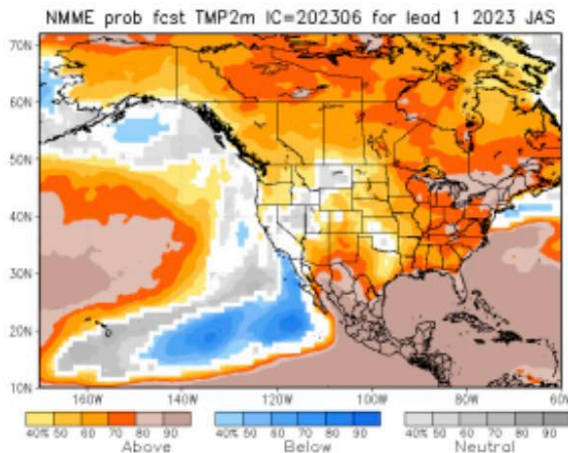 NMME prob fcst TMP2m IC=202306 for lead 1 2023 JAS
70N
60N
50N
40N
30N
20N
10N
160W 140W 120W 100W 80W 60W
40% 50 60 70 80 90 40% 50 60 70 80 90 40% 50 60 70 80 90
Above Below Neutral